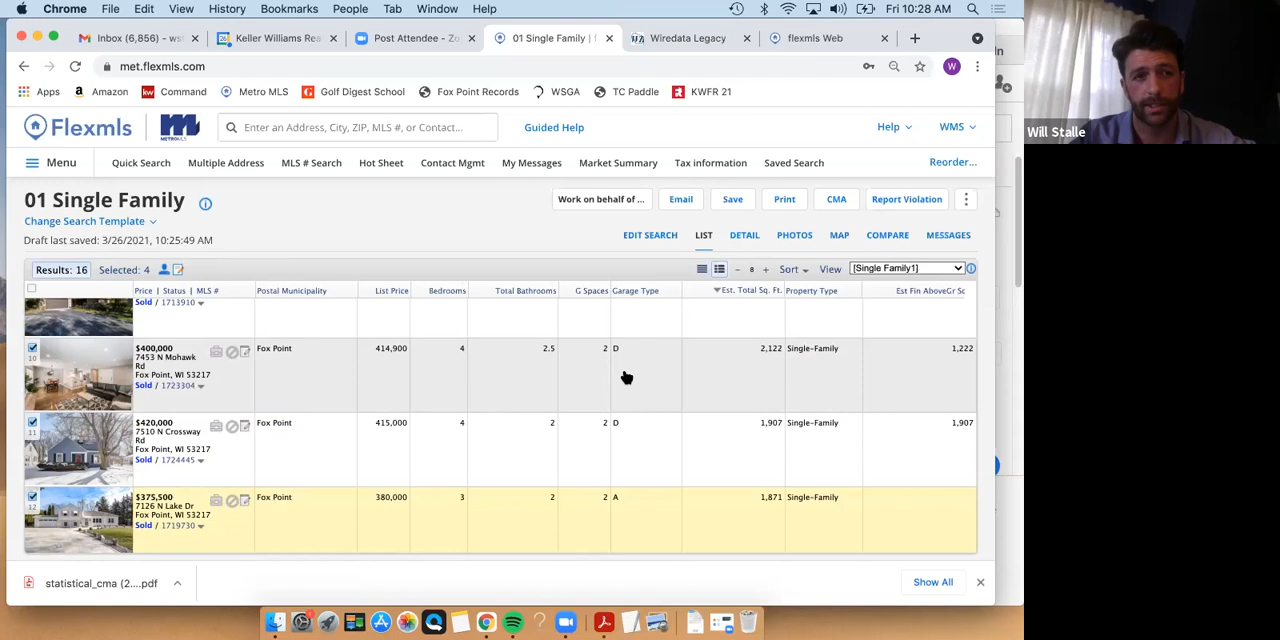 Chrome File Edit View History Bookmarks People Tab Window Help Fri 10:28 AM
Inbox (6,856) - ws Keller Williams Rea Post Attendee - Zo 01 Single Family | Wiredata Legacy flexmls Web
met.flexmls.com W
Apps Amazon kw Command Metro MLS Golf Digest School Fox Point Records WSGA TC Paddle KWFR 21
Flexmls Enter an Address, City, ZIP, MLS #, or Contact... Guided Help Help WMS
METROMLS
Menu Quick Search Multiple Address MLS # Search Hot Sheet Contact Mgmt My Messages Market Summary Tax information Saved Search Reorder...
01 Single Family Work on behalf of ... Email Save Print CMA Report Violation
Change Search Template
Draft last saved: 3/26/2021, 10:25:49 AM EDIT SEARCH LIST DETAIL PHOTOS MAP COMPARE MESSAGES
Results: 16 Selected: 4 - 8 + Sort View [Single Family1]
Price | Status | MLS # Postal Municipality List Price Bedrooms Total Bathrooms G Spaces Garage Type Est. Total Sq. Ft. Property Type Est Fin AboveGr Sc
Sold / 1713910
10 $400,000 Fox Point 414,900 4 2.5 2 D 2,122 Single-Family 1,222
7453 N Mohawk
Rd
Fox Point, WI 53217
Sold / 1723304
11 $420,000 Fox Point 415,000 4 2 2 D 1,907 Single-Family 1,907
7510 N Crossway
Rd
Fox Point, WI 53217
Sold / 1724445
12 $375,500 Fox Point 380,000 3 2 2 A 1,871 Single-Family
7126 N Lake Dr
Fox Point, WI 53217
Sold / 1719730
statistical_cma (2....pdf Show All
Will Stalle